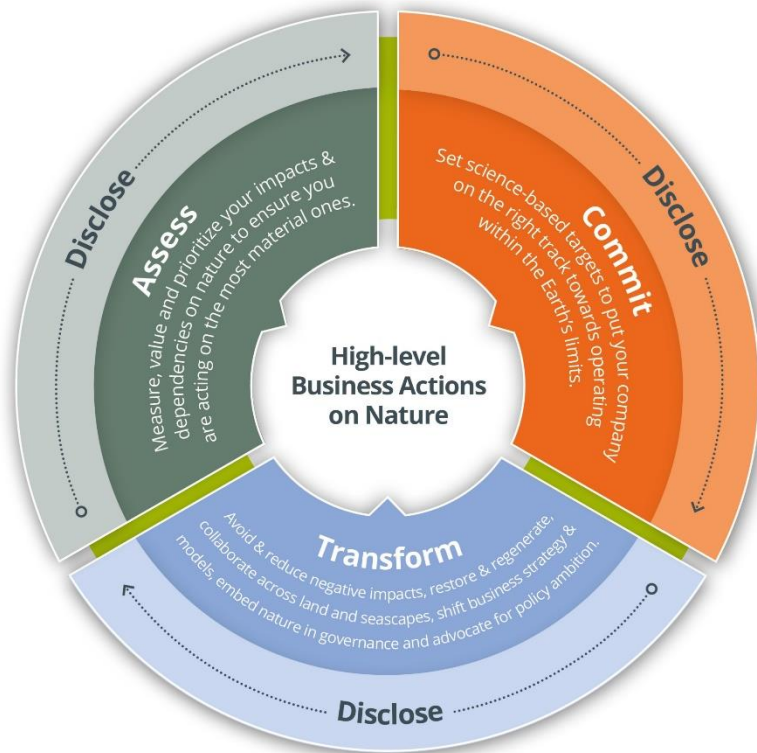 High-level
Business Actions
on Nature
Disclose
Assess
Measure, value and prioritize your impacts &
dependencies on nature to ensure you
are acting on the most material ones.
Disclose
Commit
Set science-based targets to put your company
on the right track towards operating
within the Earth's limits.
Transform
Avoid & reduce negative impacts, restore & regenerate,
collaborate across land and seascapes, shift business strategy &
models, embed nature in governance and advocate for policy ambition.
Disclose